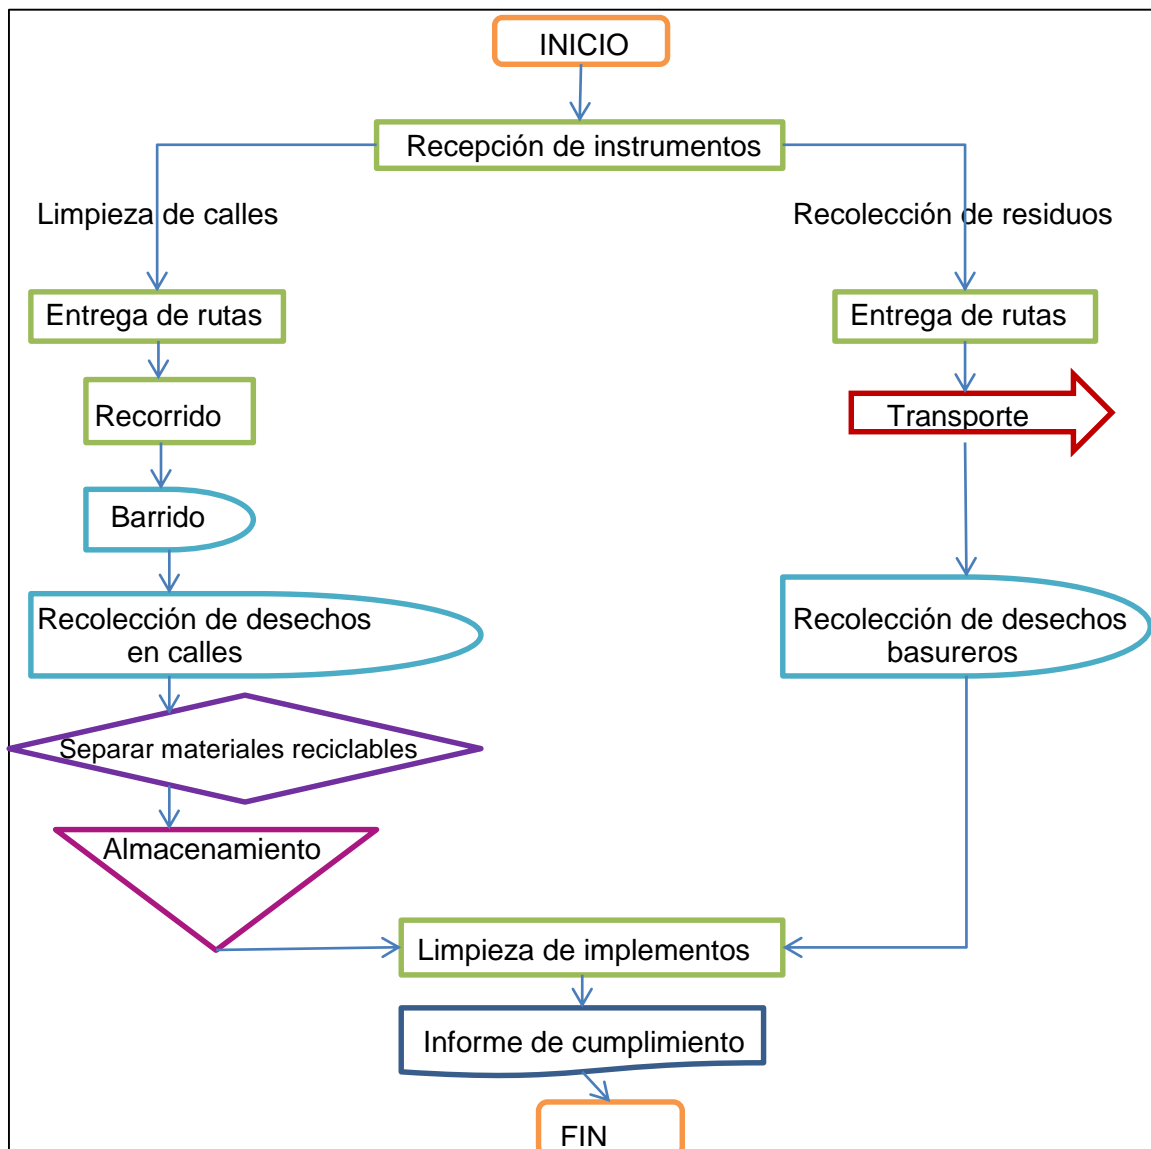 INICIO
Recepción de instrumentos
Limpieza de calles
Recolección de residuos
Entrega de rutas
Entrega de rutas
Recorrido
Transporte
Barrido
Recolección de desechos
en calles
Recolección de desechos
basureros
Separar materiales reciclables
Almacenamiento
Limpieza de implementos
Informe de cumplimiento
FIN